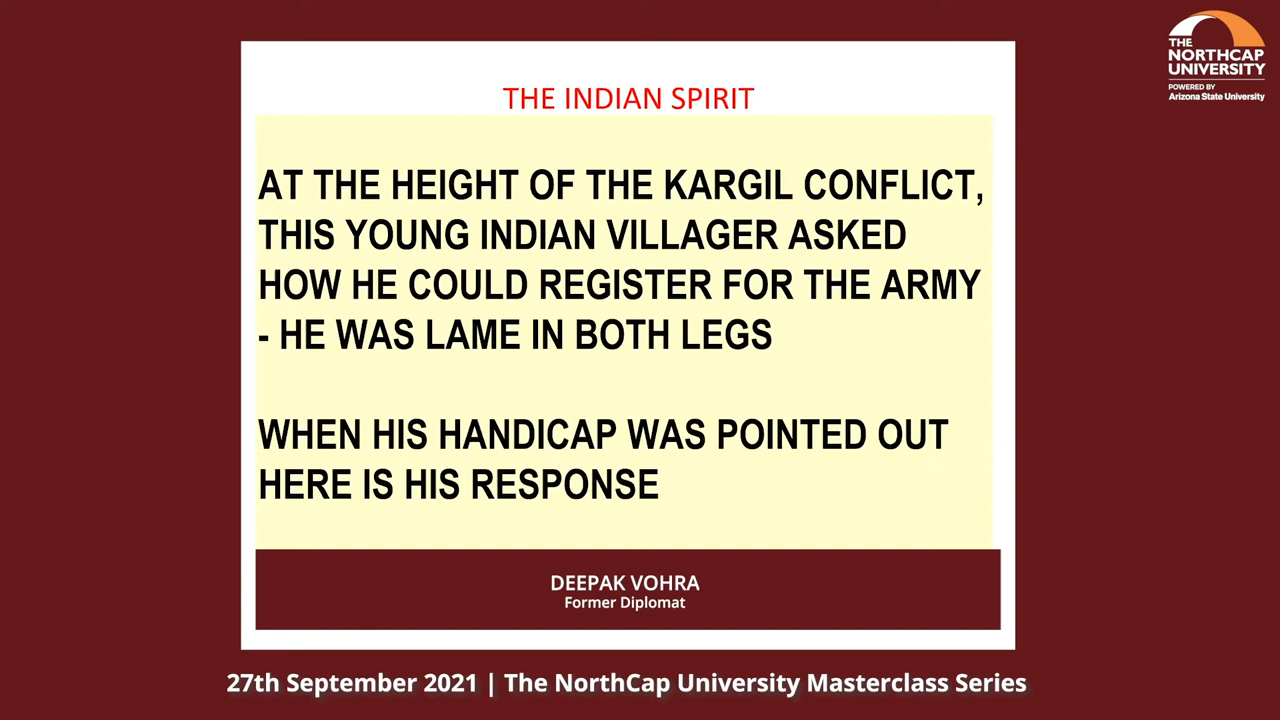 THE
NORTHCAP
UNIVERSITY
POWERED BY
Arizona State University
THE INDIAN SPIRIT
AT THE HEIGHT OF THE KARGIL CONFLICT,
THIS YOUNG INDIAN VILLAGER ASKED
HOW HE COULD REGISTER FOR THE ARMY
- HE WAS LAME IN BOTH LEGS
WHEN HIS HANDICAP WAS POINTED OUT
HERE IS HIS RESPONSE
DEEPAK VOHRA
Former Diplomat
27th September 2021 | The NorthCap University Masterclass Series